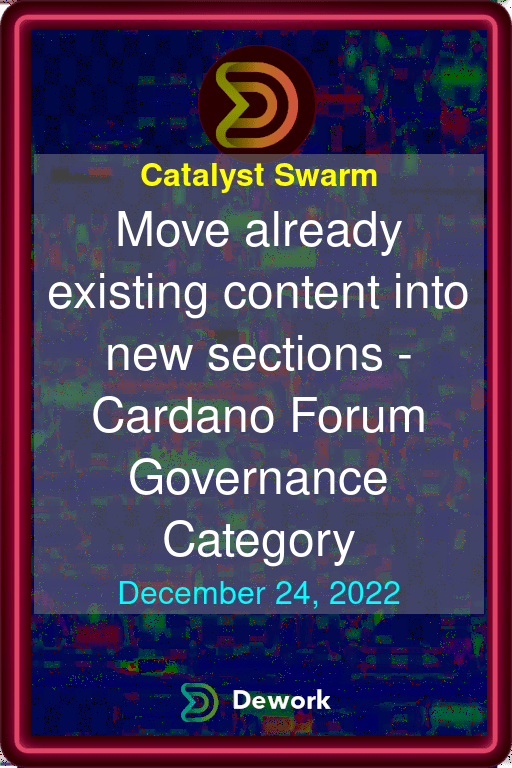 Catalyst Swarm
Move already
existing content into
new sections -
Cardano Forum
Governance
Category
December 24, 2022
Dework